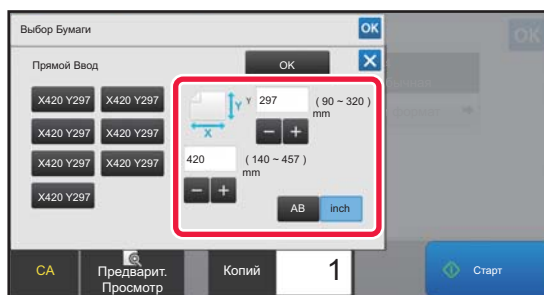 Выбор Бумаги
OK
OK
Прямой Ввод
OK
X420 Y297
X420 Y297
X420 Y297
X420 Y297
X420 Y297
X420 Y297
X420 Y297
Y
Y
297
(90 ~ 320)
mm
X
420
(140 ~ 457)
mm
AB
inch
формат
CA
Предварит.
Просмотр
Копий
1
Старт